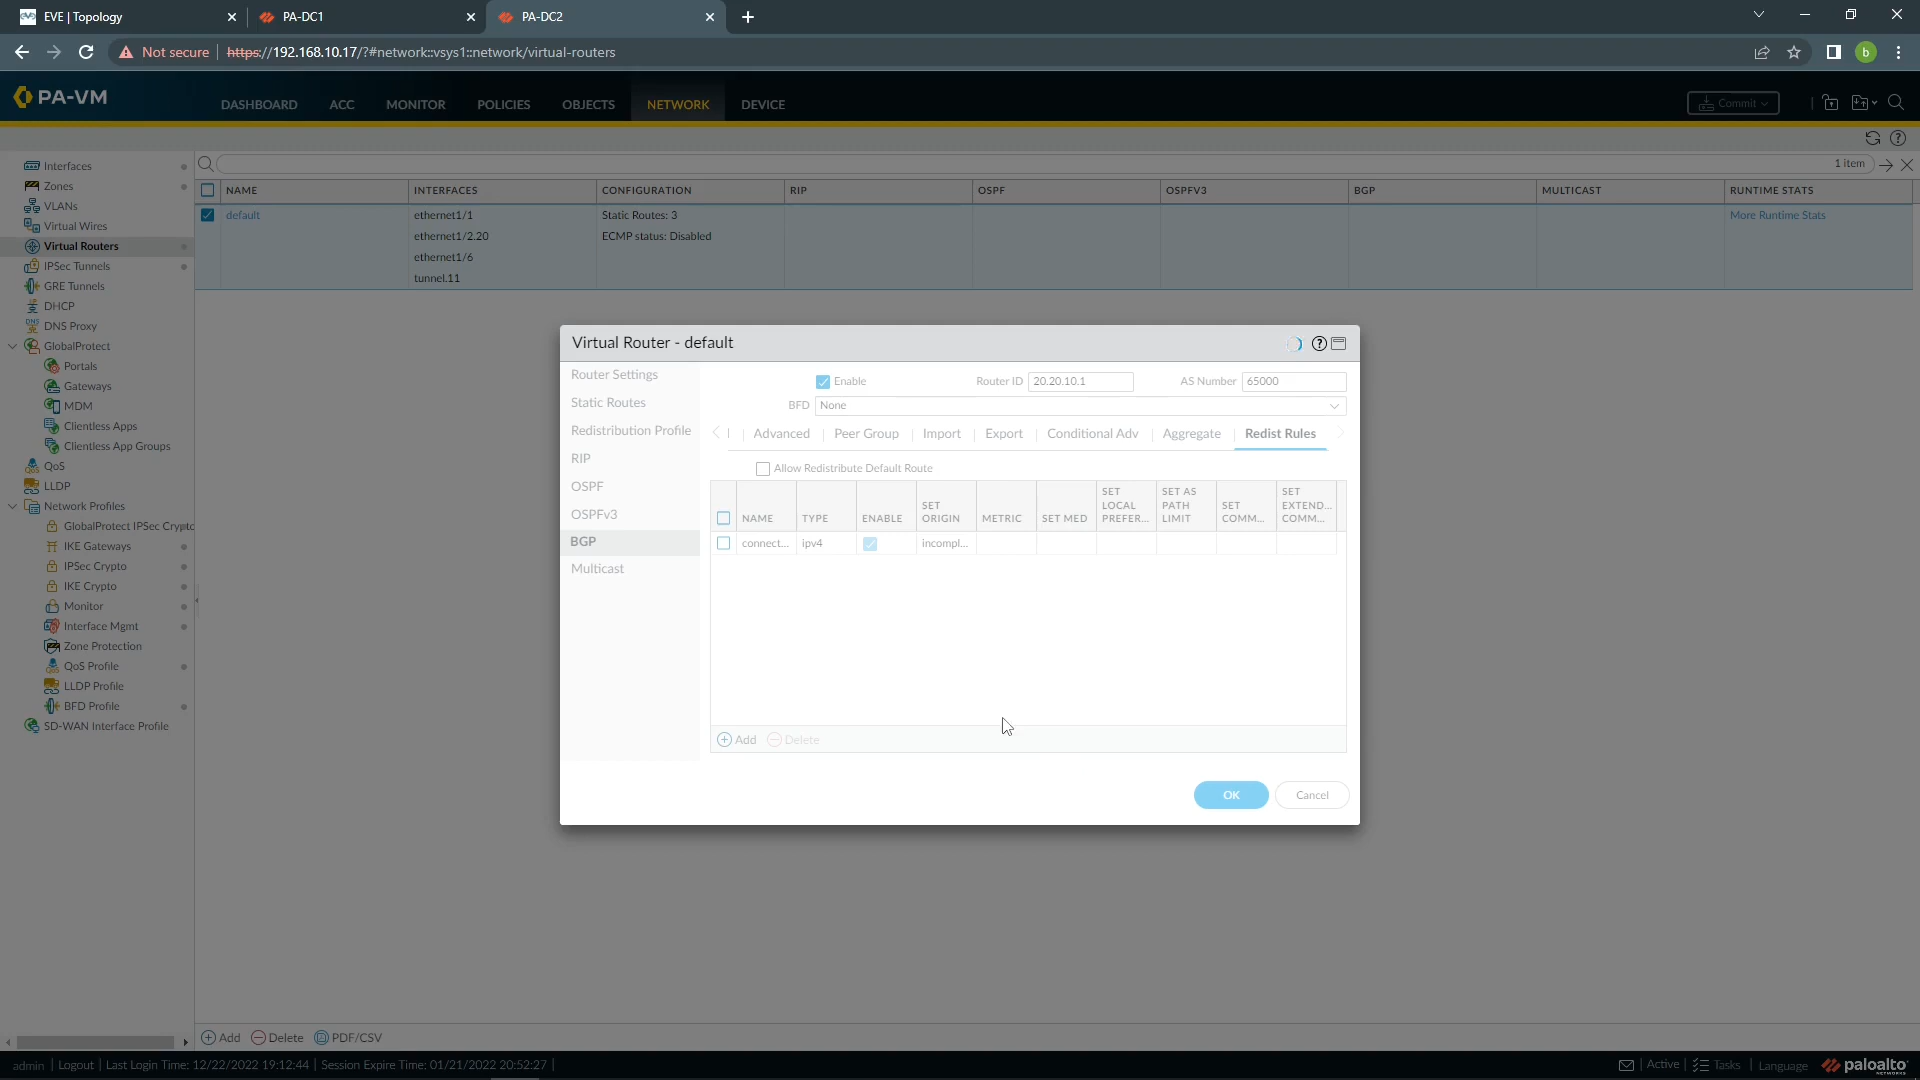 EVE | Topology
PA-DC1
PA-DC2
Not secure
https://192.168.10.17/?#network::vsys1::network/virtual-routers
b
PA-VM
DASHBOARD ACC MONITOR POLICIES OBJECTS NETWORK DEVICE
Commit
1 item
Interfaces
Zones
VLANs
Virtual Wires
Virtual Routers
IPSec Tunnels
GRE Tunnels
DHCP
DNS Proxy
GlobalProtect
Portals
Gateways
MDM
Clientless Apps
Clientless App Groups
QoS
LLDP
Network Profiles
GlobalProtect IPSec Crypto
IKE Gateways
IPSec Crypto
IKE Crypto
Monitor
Interface Mgmt
Zone Protection
QoS Profile
LLDP Profile
BFD Profile
SD-WAN Interface Profile
NAME INTERFACES CONFIGURATION RIP OSPF OSPFV3 BGP MULTICAST RUNTIME STATS
default ethernet1/1 Static Routes: 3 More Runtime Stats
ethernet1/2.20 ECMP status: Disabled
ethernet1/6
tunnel.11
Virtual Router - default
Router Settings
Static Routes
Redistribution Profile
RIP
OSPF
OSPFv3
BGP
Multicast
Enable Router ID 20.20.10.1 AS Number 65000
BFD None
Advanced Peer Group Import Export Conditional Adv Aggregate Redist Rules
Allow Redistribute Default Route
NAME TYPE ENABLE SET ORIGIN METRIC SET MED SET LOCAL PREFER... SET AS PATH LIMIT SET COMM... SET EXTEND... COMM...
connect... ipv4 incompl...
Add Delete
OK Cancel
Add Delete PDF/CSV
admin | Logout | Last Login Time: 12/22/2022 19:12:44 | Session Expire Time: 01/21/2022 20:52:27 |
Active Tasks Language paloalto
NETWORKS